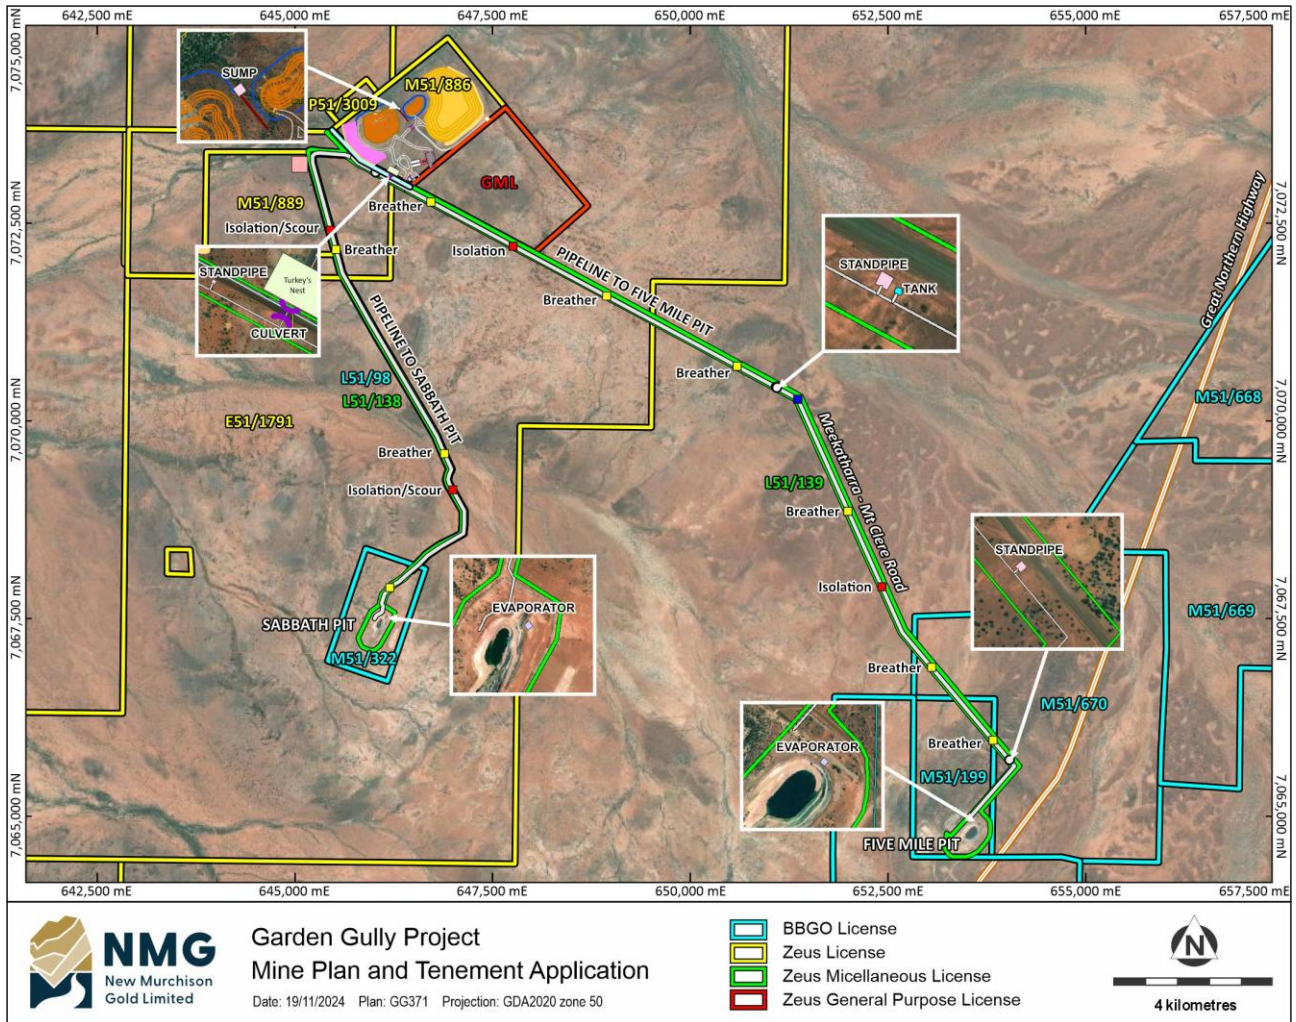 642,500 mE
645,000 mE
647,500 mE
650,000 mE
652,500 mE
655,000 mE
657,500 mE
7,075,000 mN
7,072,500 mN
7,070,000 mN
7,067,500 mN
7,065,000 mN
7,075,000 mN
7,072,500 mN
7,070,000 mN
7,067,500 mN
7,065,000 mN
SUMP
P51/3009
M51/886
GML
M51/889
Breather
Isolation/Scour
Breather
Isolation
PIPELINE TO FIVE MILE PIT
Breather
STANDPIPE
Turkey's
Nest
CULVERT
STANDPIPE
TANK
Great Northern Highway
PIPELINE TO SABBATH PIT
L51/98
L51/138
E51/1791
Breather
M51/668
Meekatharra - Mt Clere Road
L51/139
Breather
Breather
Isolation/Scour
STANDPIPE
Isolation
M51/669
EVAPORATOR
SABBATH PIT
M51/322
Breather
M51/670
Breather
EVAPORATOR
M51/199
FIVE MILE PIT
642,500 mE
645,000 mE
647,500 mE
650,000 mE
652,500 mE
655,000 mE
657,500 mE
NMG
New Murchison
Gold Limited
Garden Gully Project
Mine Plan and Tenement Application
Date: 19/11/2024 Plan: GG371 Projection: GDA2020 zone 50
BBGO License
Zeus License
Zeus Micellaneous License
Zeus General Purpose License
N
4 kilometres